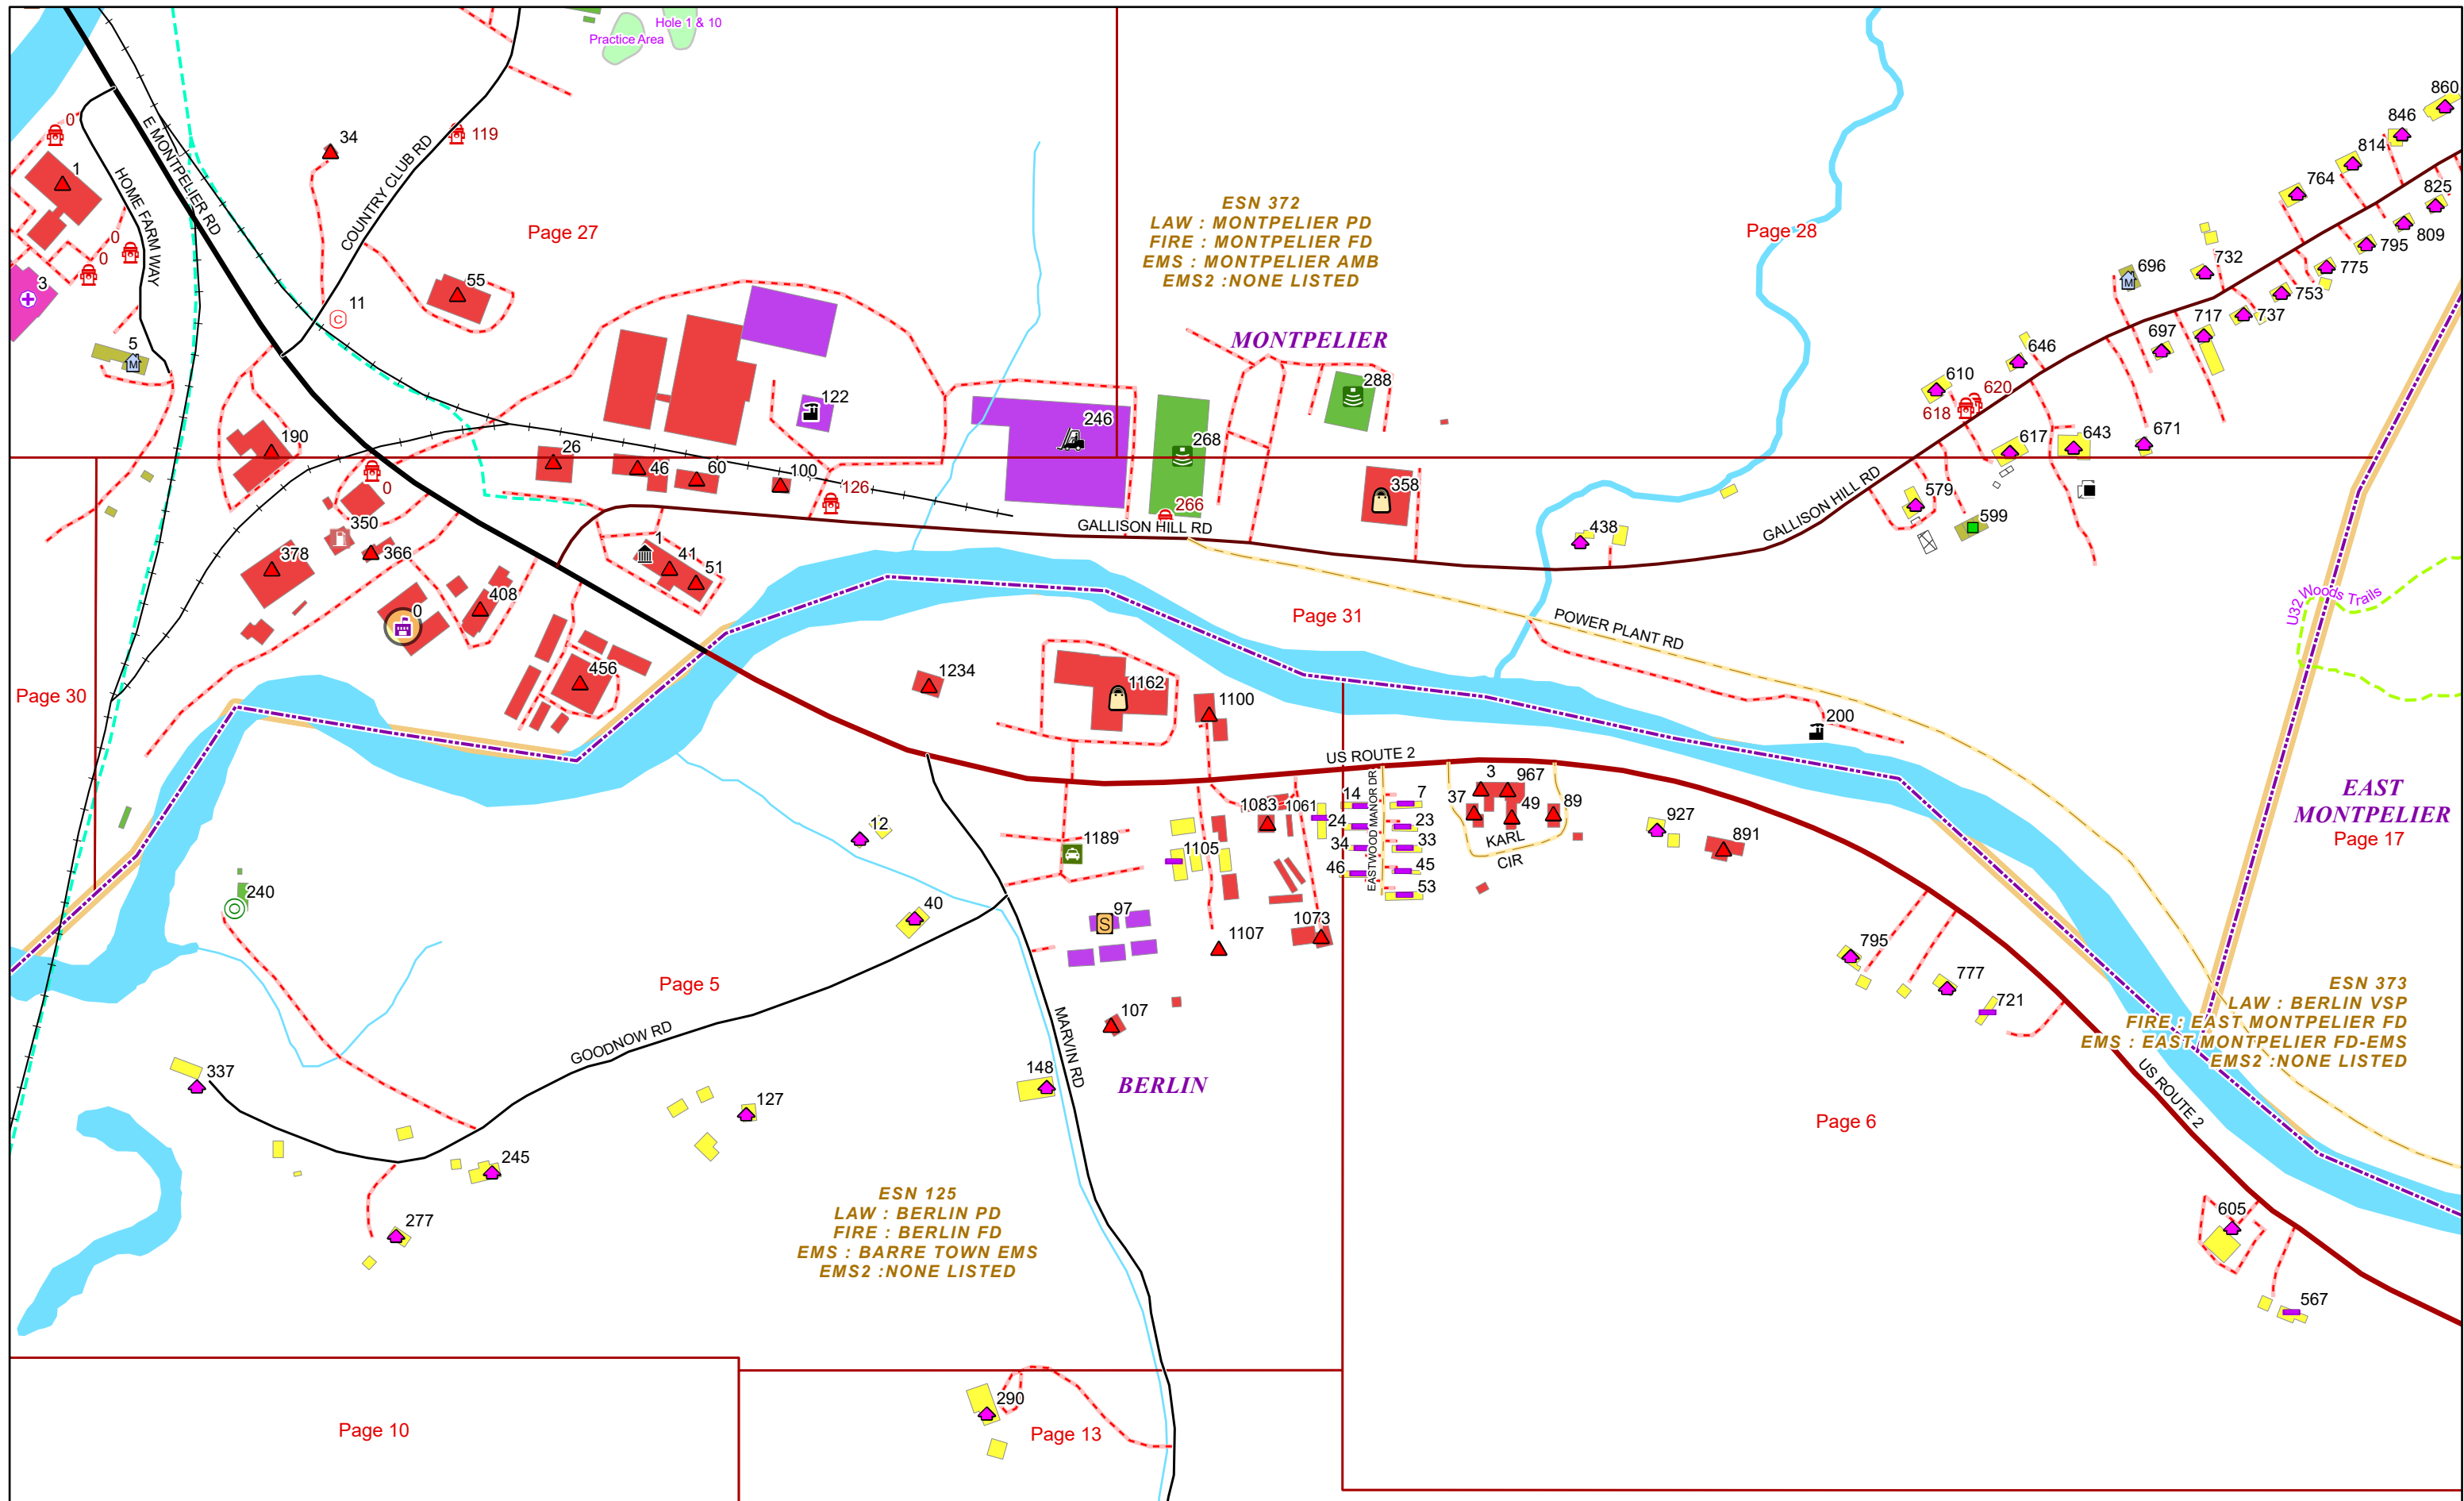 Hole 1 & 10
Practice Area
0
1
E MONTPELIER RD
HOME FARM WAY
0
0
3
5
34
119
COUNTRY CLUB RD
Page 27
C
11
55
190
122
ESN 372
LAW : MONTPELIER PD
FIRE : MONTPELIER FD
EMS : MONTPELIER AMB
EMS2 :NONE LISTED
MONTPELIER
Page 28
860
846
814
764
825
809
795
775
753
737
732
717
696
697
646
610
620
618
617
643
671
579
599
246
268
288
266
358
438
GALLISON HILL RD
GALLISON HILL RD
26
46
60
100
126
0
350
366
378
0
408
456
1
41
51
Page 30
Page 31
POWER PLANT RD
U32 Woods Trails
200
EAST
MONTPELIER
Page 17
1234
1162
1100
US ROUTE 2
EASTWOOD MANOR DR
14
24
34
46
7
23
33
45
53
3
967
37
49
89
KARL
CIR
927
891
12
40
1189
1105
1083
1061
97
1107
1073
107
148
MARVIN RD
240
Page 5
GOODNOW RD
337
127
245
277
BERLIN
795
777
721
Page 6
US ROUTE 2
ESN 373
LAW : BERLIN VSP
FIRE : EAST MONTPELIER FD
EMS : EAST MONTPELIER FD-EMS
EMS2 :NONE LISTED
ESN 125
LAW : BERLIN PD
FIRE : BERLIN FD
EMS : BARRE TOWN EMS
EMS2 :NONE LISTED
605
567
290
Page 10
Page 13
M
M
S